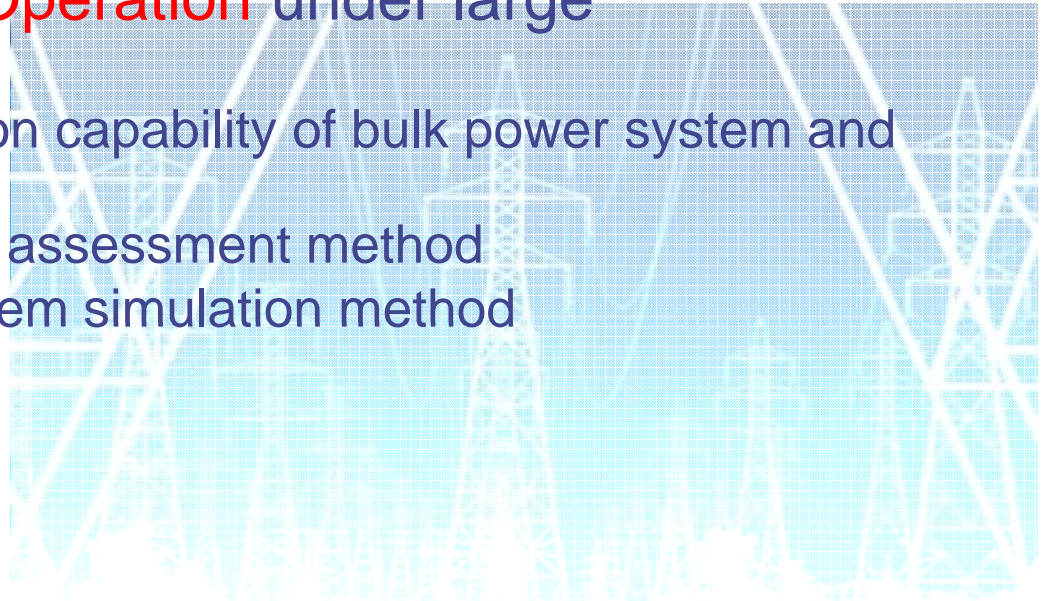 Operation under large
on capability of bulk power system and
assessment method
em simulation method